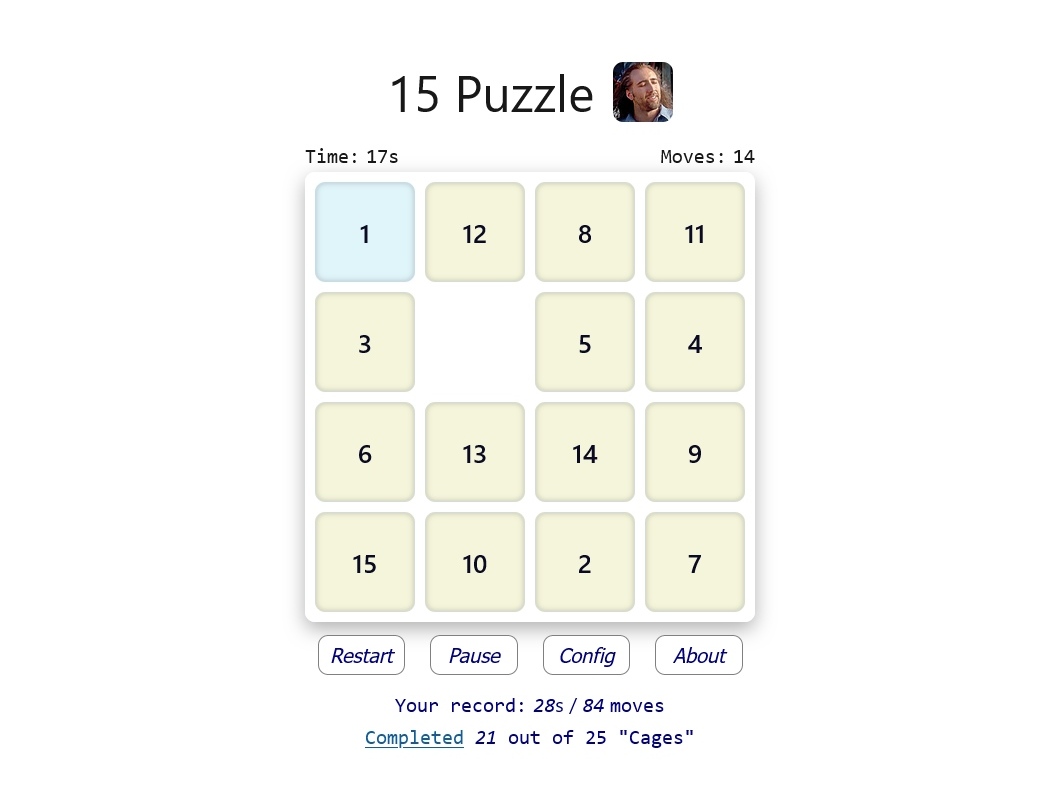 15 Puzzle
Time: 17s Moves: 14
1 12 8 11
3 5 4
6 13 14 9
15 10 2 7
Restart Pause Config About
Your record: 28s / 84 moves
Completed 21 out of 25 "Cages"